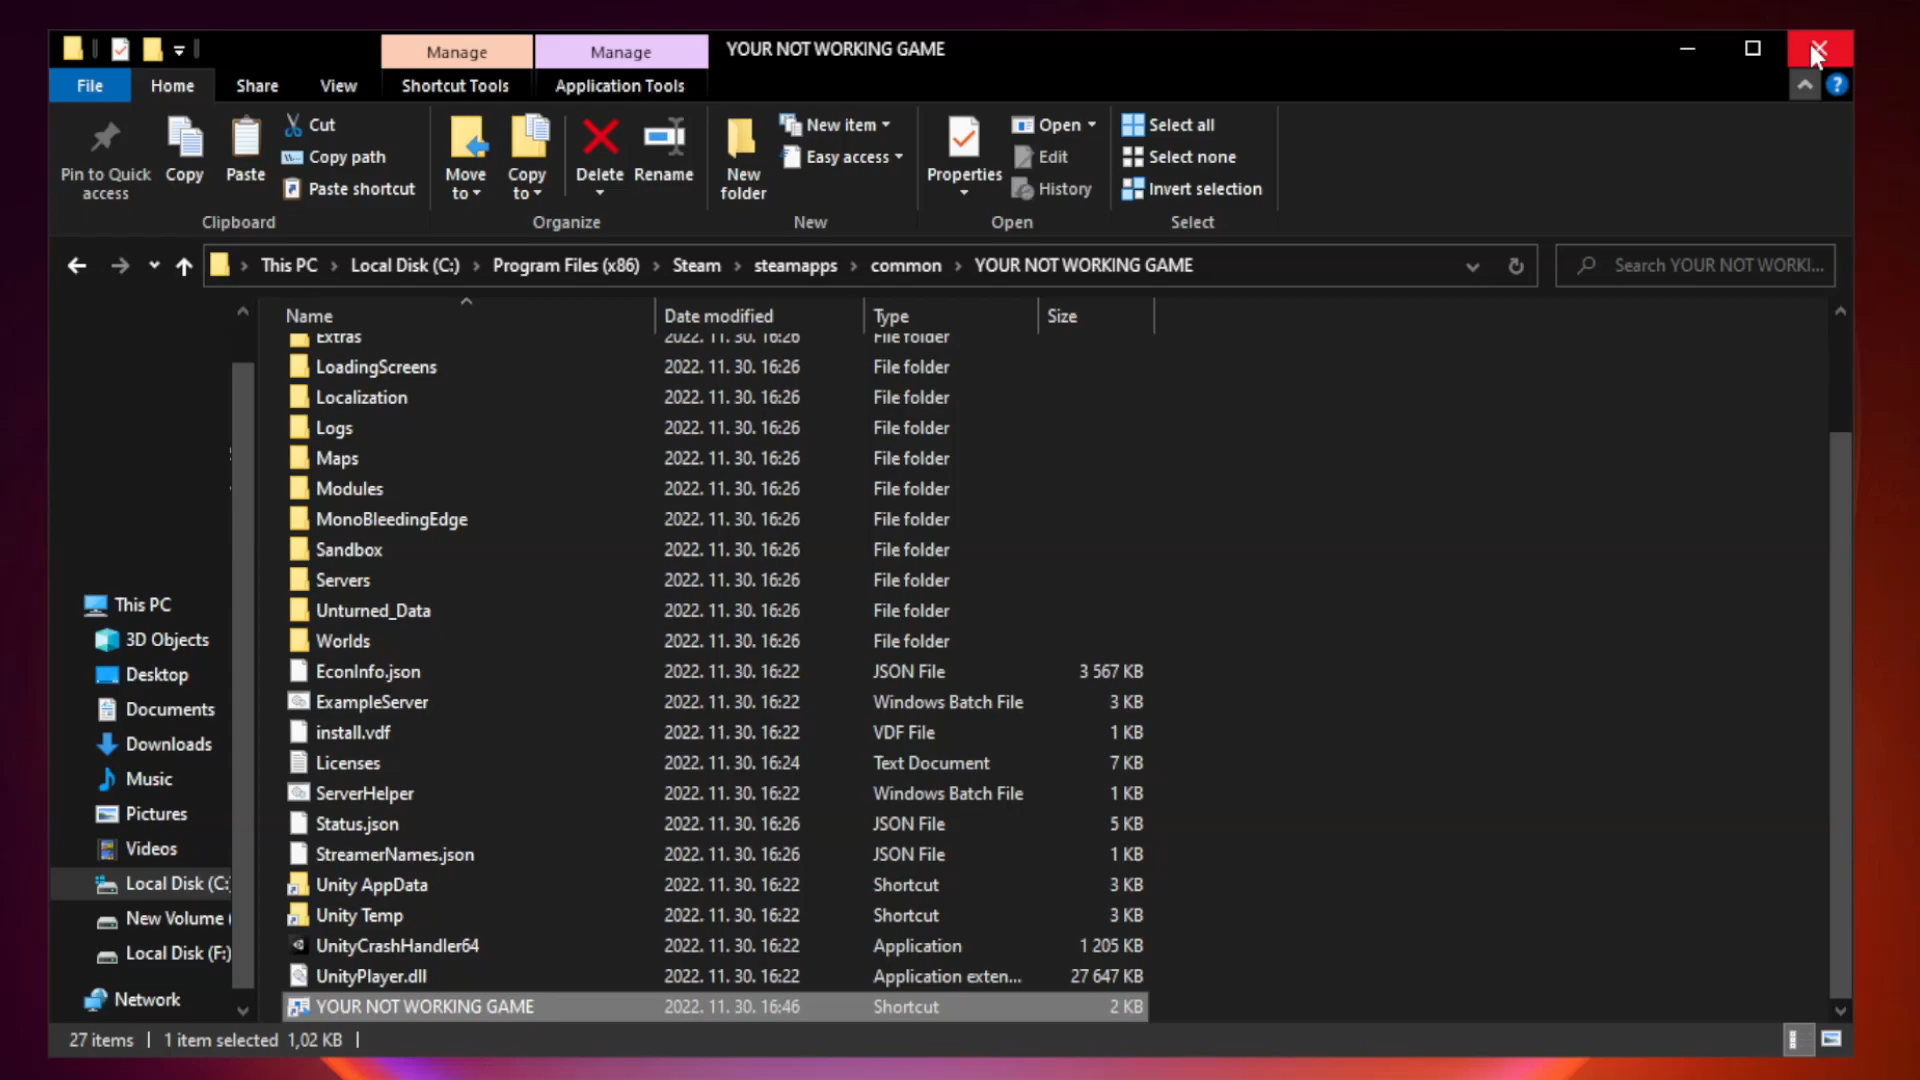 Manage
Manage
YOUR NOT WORKING GAME
File
Home
Share
View
Shortcut Tools
Application Tools
?
Pin to Quick access
Copy
Paste
Cut
Copy path
Paste shortcut
Clipboard
Move to
Copy to
Delete
Rename
Organize
New folder
New item
Easy access
New
Properties
Open
Edit
History
Open
Select all
Select none
Invert selection
Select
This PC
Local Disk (C:)
Program Files (x86)
Steam
steamapps
common
YOUR NOT WORKING GAME
Search YOUR NOT WORKI...
Name
Date modified
Type
Size
Extras 2022. 11. 30. 16:26 File folder
LoadingScreens 2022. 11. 30. 16:26 File folder
Localization 2022. 11. 30. 16:26 File folder
Logs 2022. 11. 30. 16:26 File folder
Maps 2022. 11. 30. 16:26 File folder
Modules 2022. 11. 30. 16:26 File folder
MonoBleedingEdge 2022. 11. 30. 16:26 File folder
Sandbox 2022. 11. 30. 16:26 File folder
Servers 2022. 11. 30. 16:26 File folder
Unturned_Data 2022. 11. 30. 16:26 File folder
Worlds 2022. 11. 30. 16:26 File folder
EconInfo.json 2022. 11. 30. 16:22 JSON File 3 567 KB
ExampleServer 2022. 11. 30. 16:22 Windows Batch File 3 KB
install.vdf 2022. 11. 30. 16:22 VDF File 1 KB
Licenses 2022. 11. 30. 16:24 Text Document 7 KB
ServerHelper 2022. 11. 30. 16:22 Windows Batch File 1 KB
Status.json 2022. 11. 30. 16:26 JSON File 5 KB
StreamerNames.json 2022. 11. 30. 16:26 JSON File 1 KB
Unity AppData 2022. 11. 30. 16:22 Shortcut 3 KB
Unity Temp 2022. 11. 30. 16:22 Shortcut 3 KB
UnityCrashHandler64 2022. 11. 30. 16:22 Application 1 205 KB
UnityPlayer.dll 2022. 11. 30. 16:22 Application exten... 27 647 KB
YOUR NOT WORKING GAME 2022. 11. 30. 16:46 Shortcut 2 KB
This PC
3D Objects
Desktop
Documents
Downloads
Music
Pictures
Videos
Local Disk (C:)
New Volume (
Local Disk (F:)
Network
27 items
1 item selected 1,02 KB